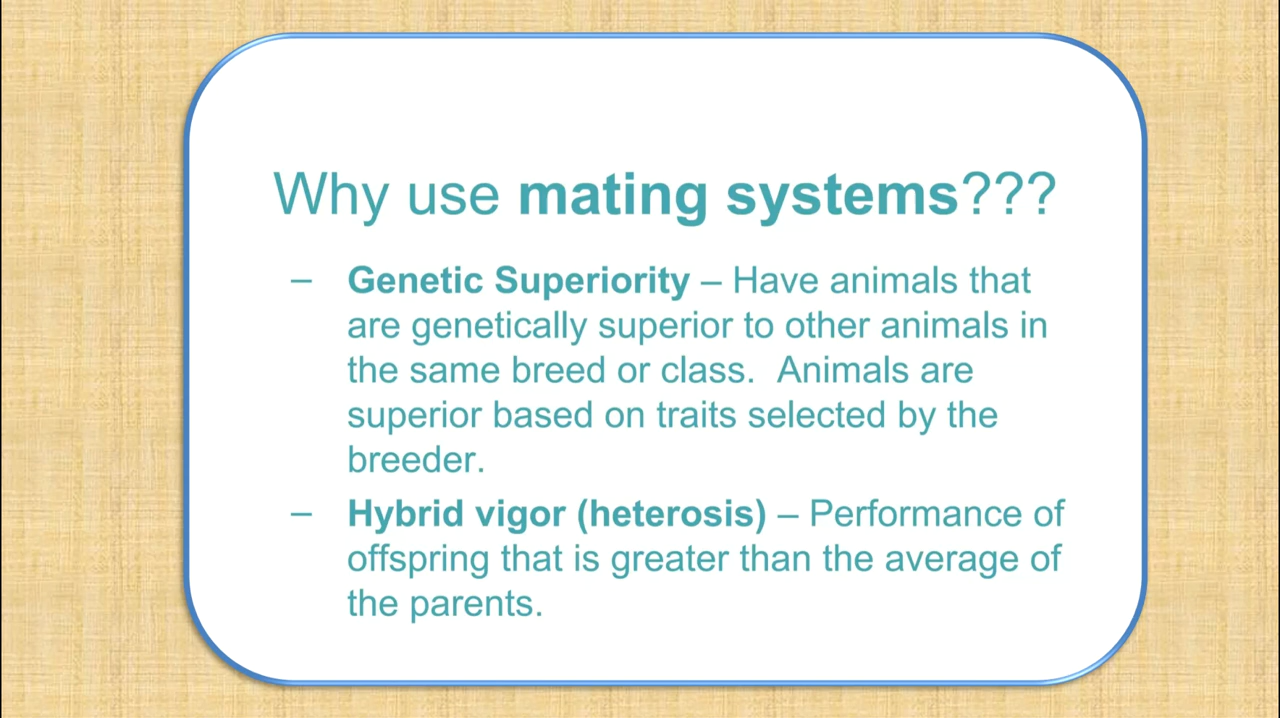 Why use mating systems???
– Genetic Superiority – Have animals that
are genetically superior to other animals in
the same breed or class.  Animals are
superior based on traits selected by the
breeder.
– Hybrid vigor (heterosis) – Performance of
offspring that is greater than the average of
the parents.